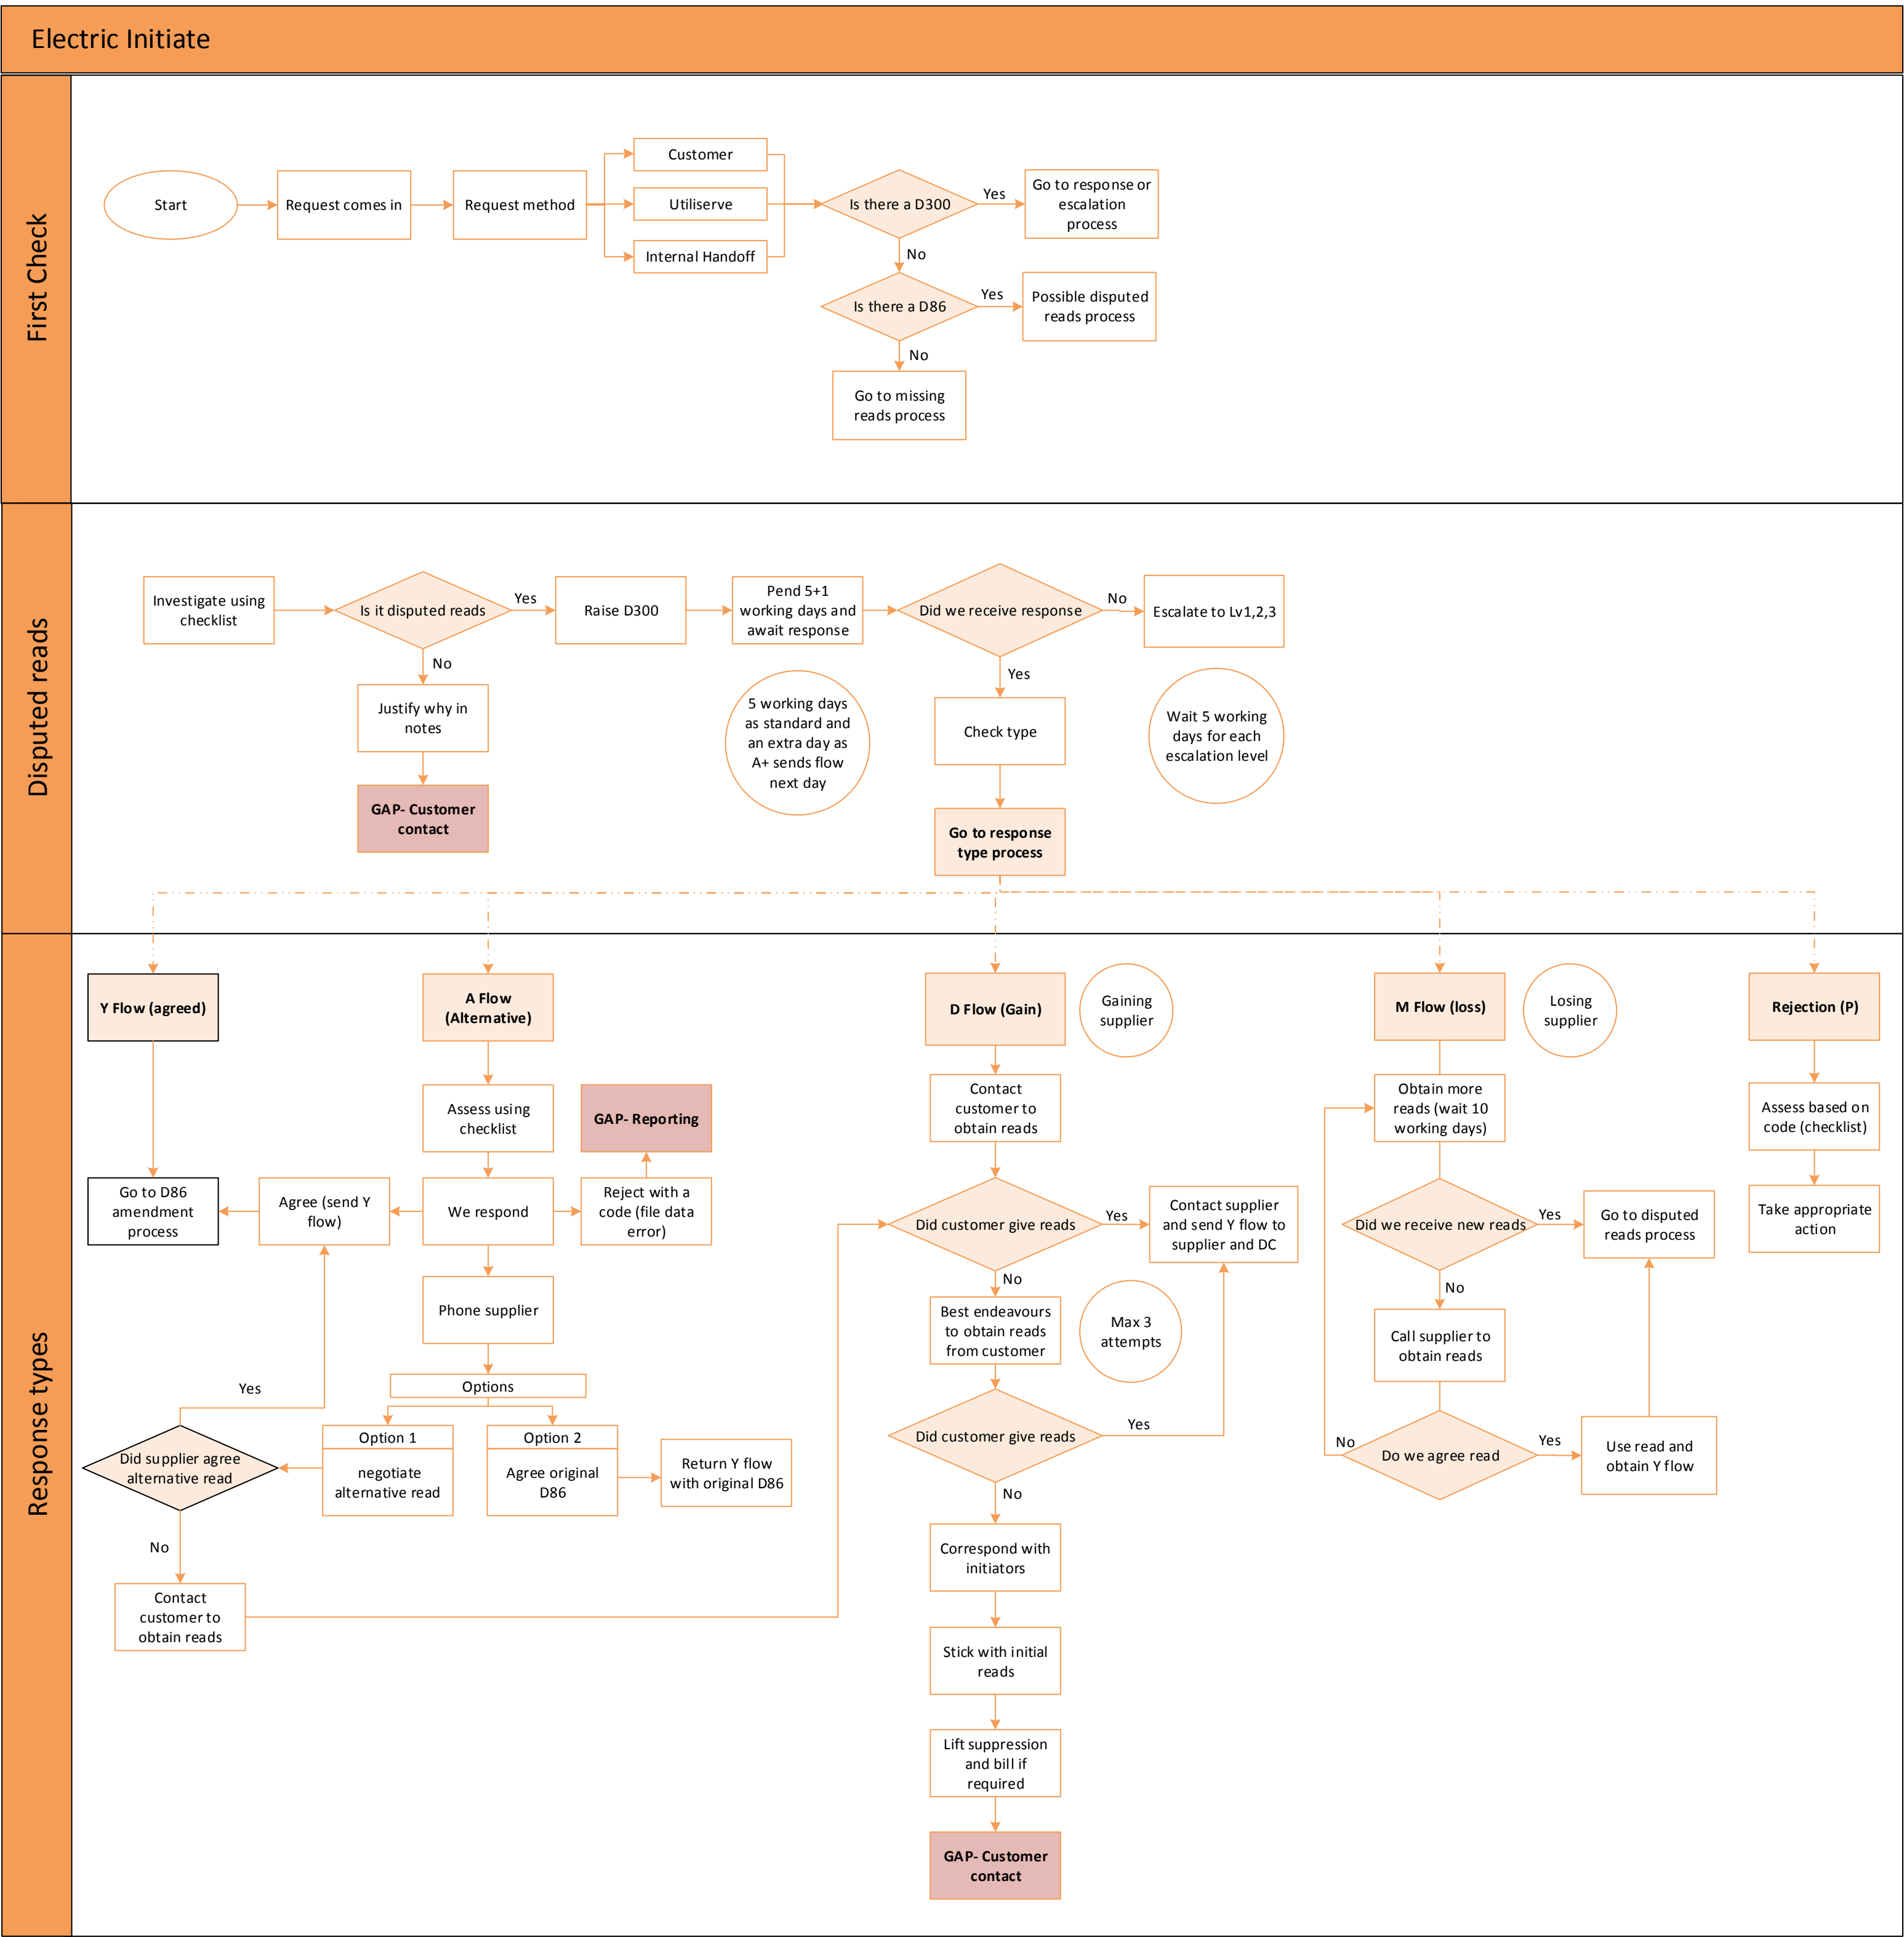 Electric Initiate
First Check
Start
Request comes in
Request method
Customer
Utiliserve
Internal Handoff
Is there a D300
Yes
Go to response or
escalation
process
No
Is there a D86
Yes
Possible disputed
reads process
No
Go to missing
reads process
Disputed reads
Investigate using
checklist
Is it disputed reads
Yes
Raise D300
Pend 5+1
working days and
await response
Did we receive response
No
Escalate to Lv1,2,3
No
Justify why in
notes
GAP- Customer
contact
5 working days
as standard and
an extra day as
A+ sends flow
next day
Yes
Check type
Go to response
type process
Wait 5 working
days for each
escalation level
Response types
Y Flow (agreed)
Go to D86
amendment
process
A Flow
(Alternative)
Assess using
checklist
We respond
Agree (send Y
flow)
Reject with a
code (file data
error)
GAP- Reporting
Phone supplier
Options
Option 1
negotiate
alternative read
Option 2
Agree original
D86
Return Y flow
with original D86
Did supplier agree
alternative read
Yes
No
Contact
customer to
obtain reads
D Flow (Gain)
Gaining
supplier
Contact
customer to
obtain reads
Did customer give reads
Yes
Contact supplier
and send Y flow to
supplier and DC
No
Best endeavours
to obtain reads
from customer
Max 3
attempts
Did customer give reads
Yes
No
Correspond with
initiators
Stick with initial
reads
Lift suppression
and bill if
required
GAP- Customer
contact
M Flow (loss)
Losing
supplier
Obtain more
reads (wait 10
working days)
Did we receive new reads
Yes
Go to disputed
reads process
No
Call supplier to
obtain reads
Do we agree read
No
Yes
Use read and
obtain Y flow
Rejection (P)
Assess based on
code (checklist)
Take appropriate
action